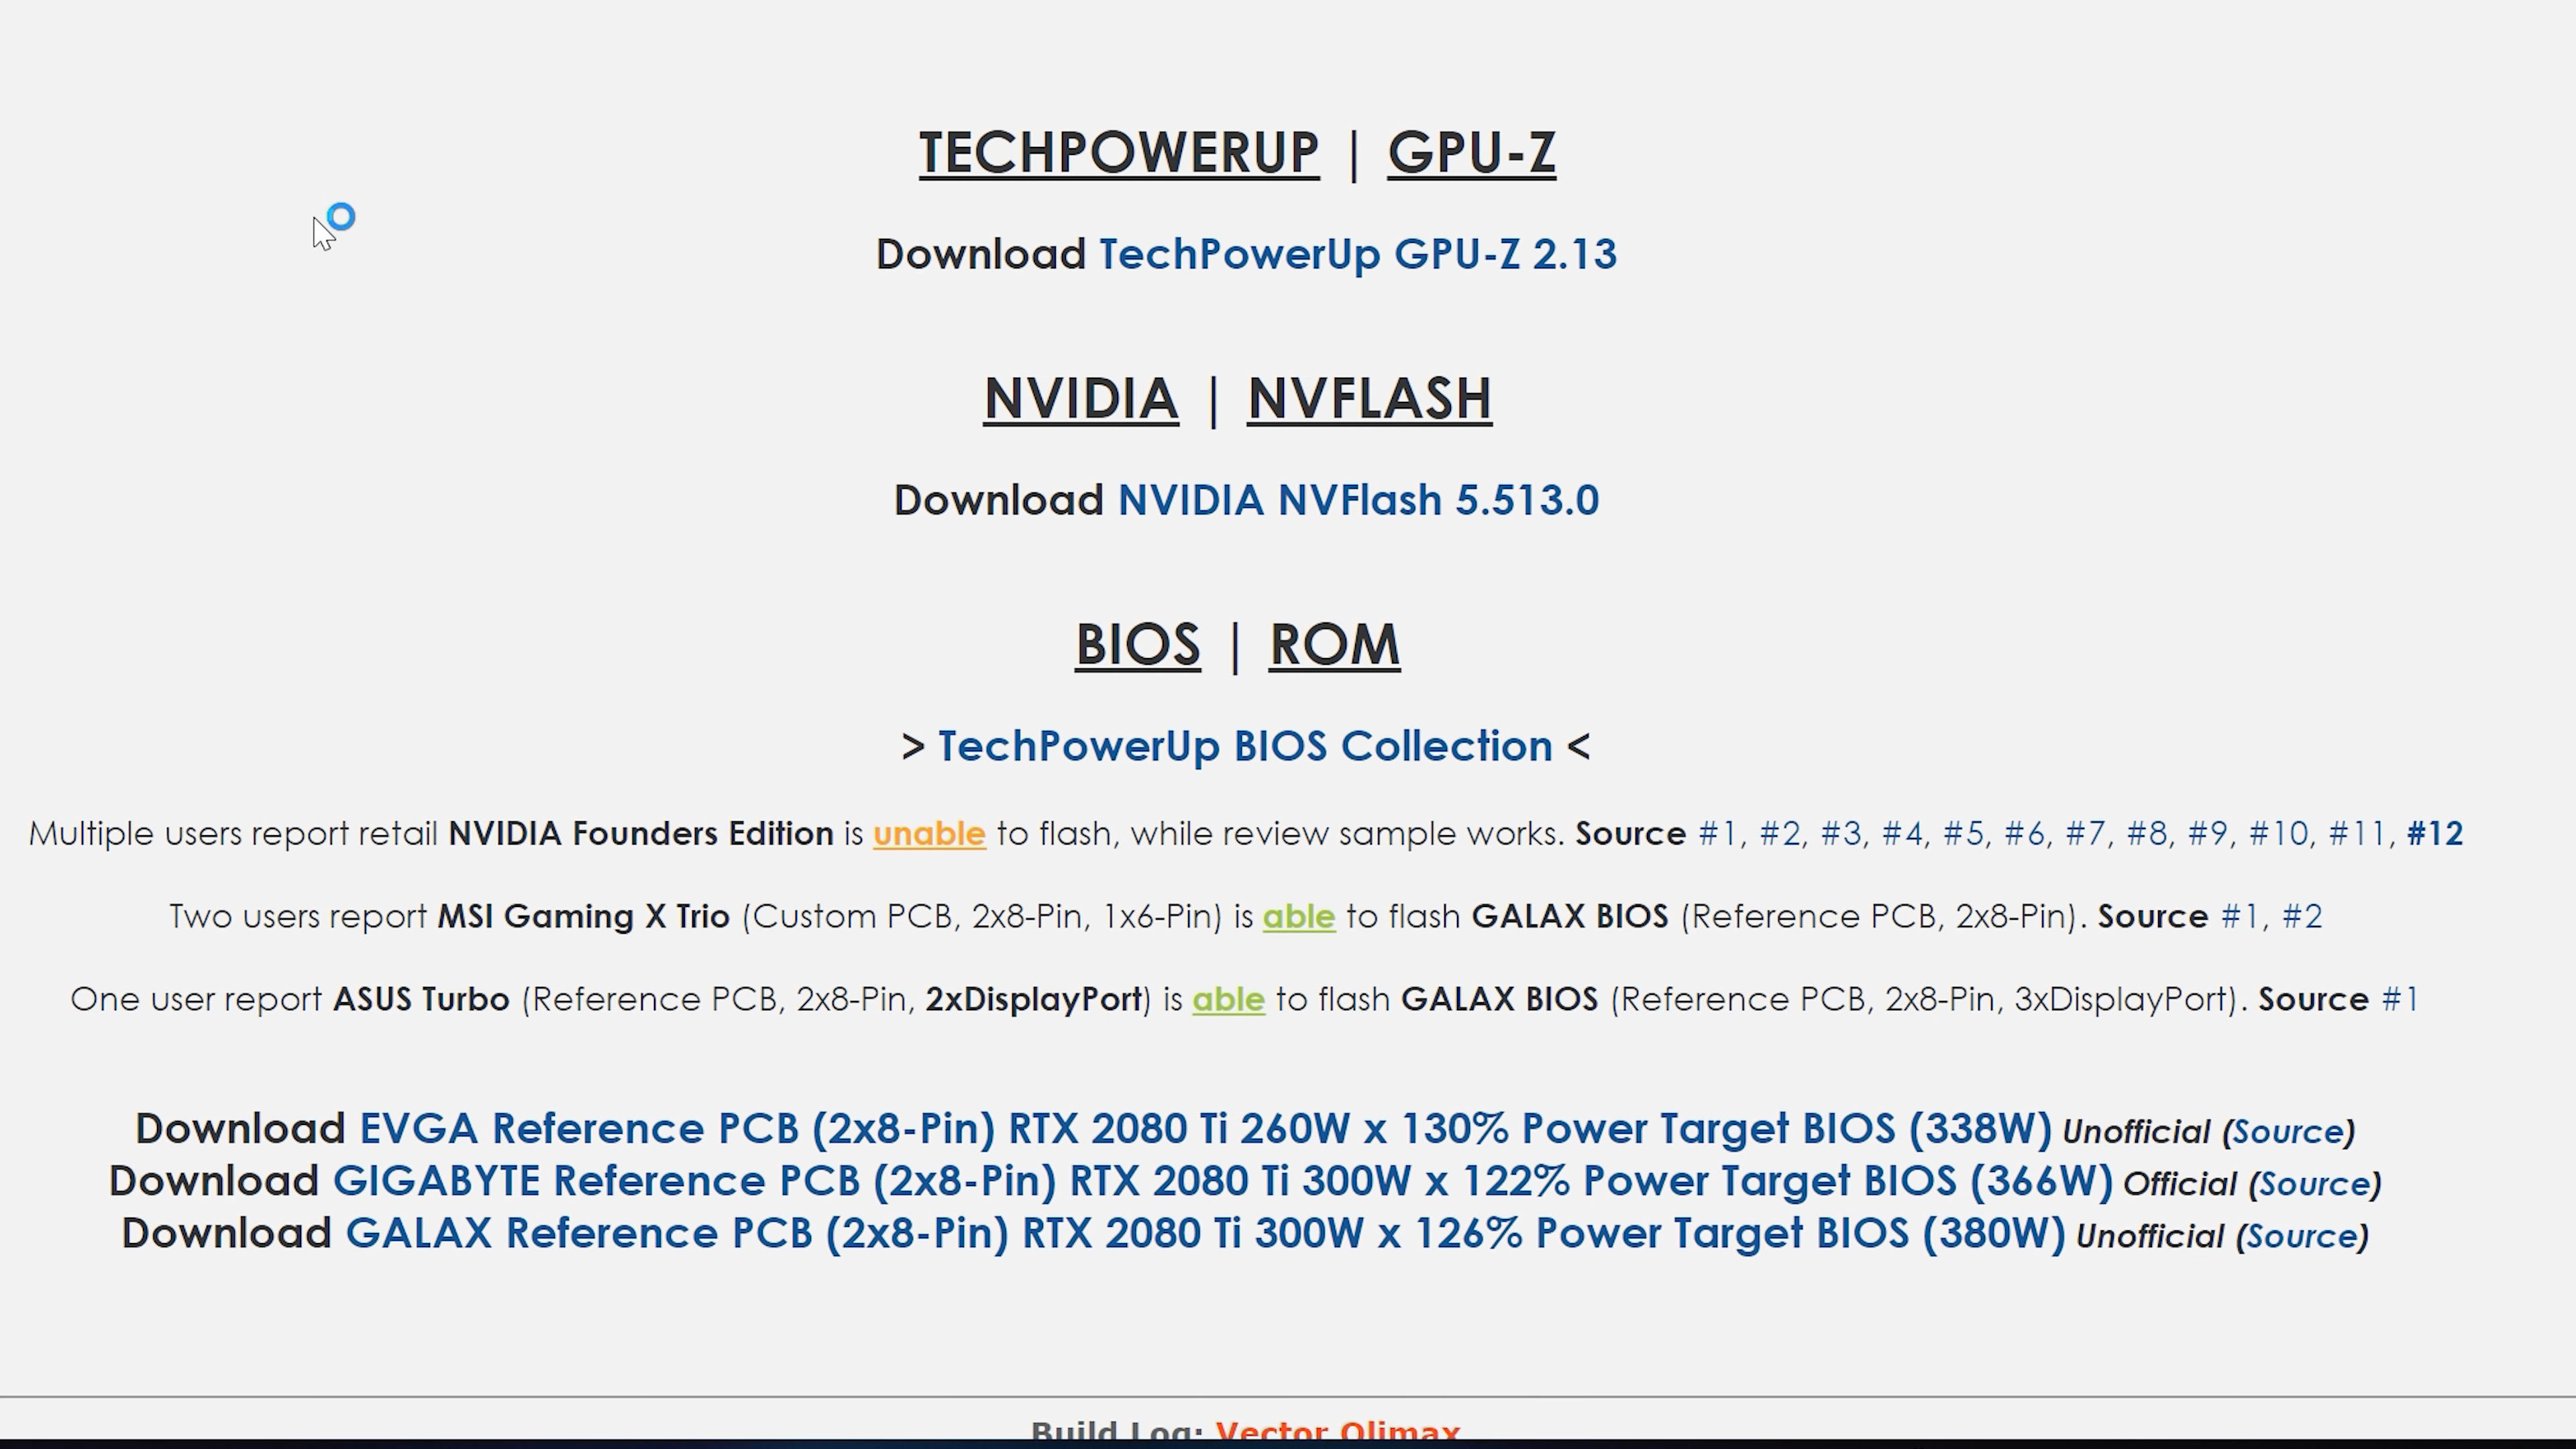 TECHPOWERUP | GPU-Z
Download TechPowerUp GPU-Z 2.13
NVIDIA | NVFLASH
Download NVIDIA NVFlash 5.513.0
BIOS | ROM
> TechPowerUp BIOS Collection <
Multiple users report retail NVIDIA Founders Edition is unable to flash, while review sample works. Source #1, #2, #3, #4, #5, #6, #7, #8, #9, #10, #11, #12
Two users report MSI Gaming X Trio (Custom PCB, 2x8-Pin, 1x6-Pin) is able to flash GALAX BIOS (Reference PCB, 2x8-Pin). Source #1, #2
One user report ASUS Turbo (Reference PCB, 2x8-Pin, 2xDisplayPort) is able to flash GALAX BIOS (Reference PCB, 2x8-Pin, 3xDisplayPort). Source #1
Download EVGA Reference PCB (2x8-Pin) RTX 2080 Ti 260W x 130% Power Target BIOS (338W) Unofficial (Source)
Download GIGABYTE Reference PCB (2x8-Pin) RTX 2080 Ti 300W x 122% Power Target BIOS (366W) Official (Source)
Download GALAX Reference PCB (2x8-Pin) RTX 2080 Ti 300W x 126% Power Target BIOS (380W) Unofficial (Source)
Build Log: Vector Olimax